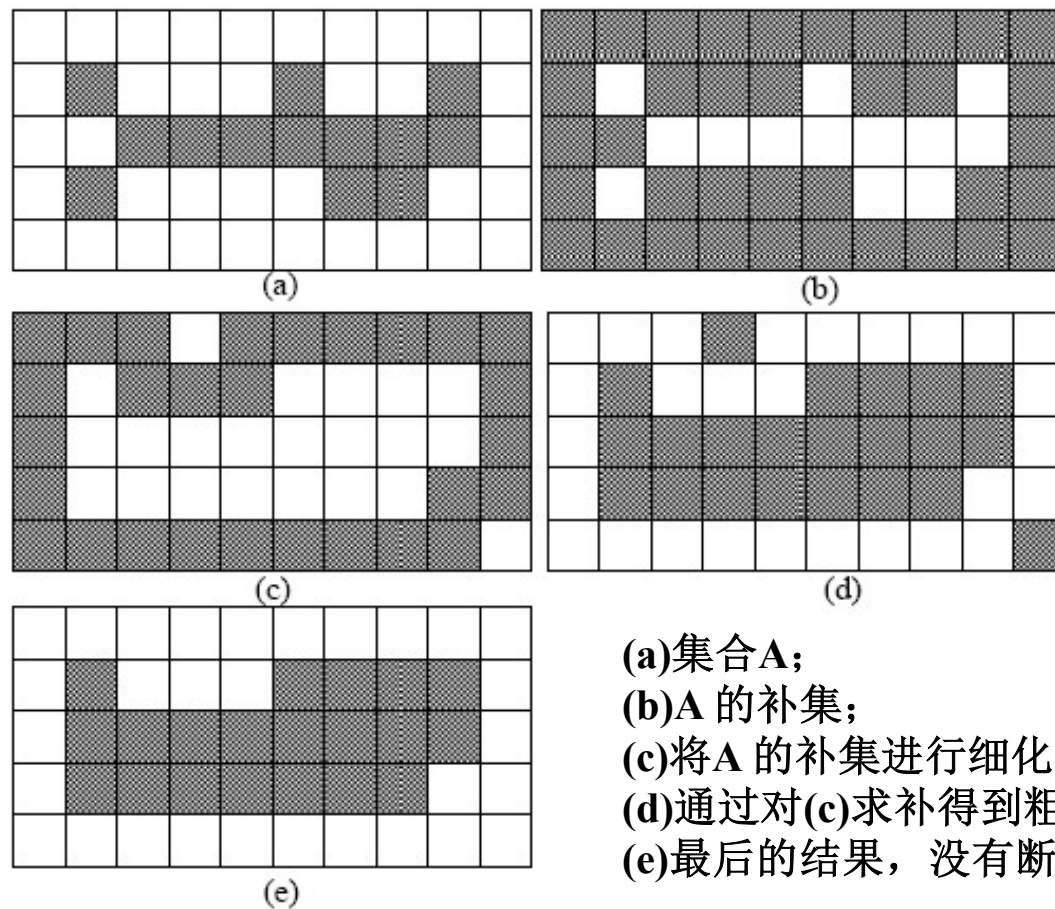 (a)
(b)
(c)
(d)
(e)
(a)集合A;
(b)A 的补集;
(c)将A 的补集进行细化
(d)通过对(c)求补得到粗
(e)最后的结果，没有断